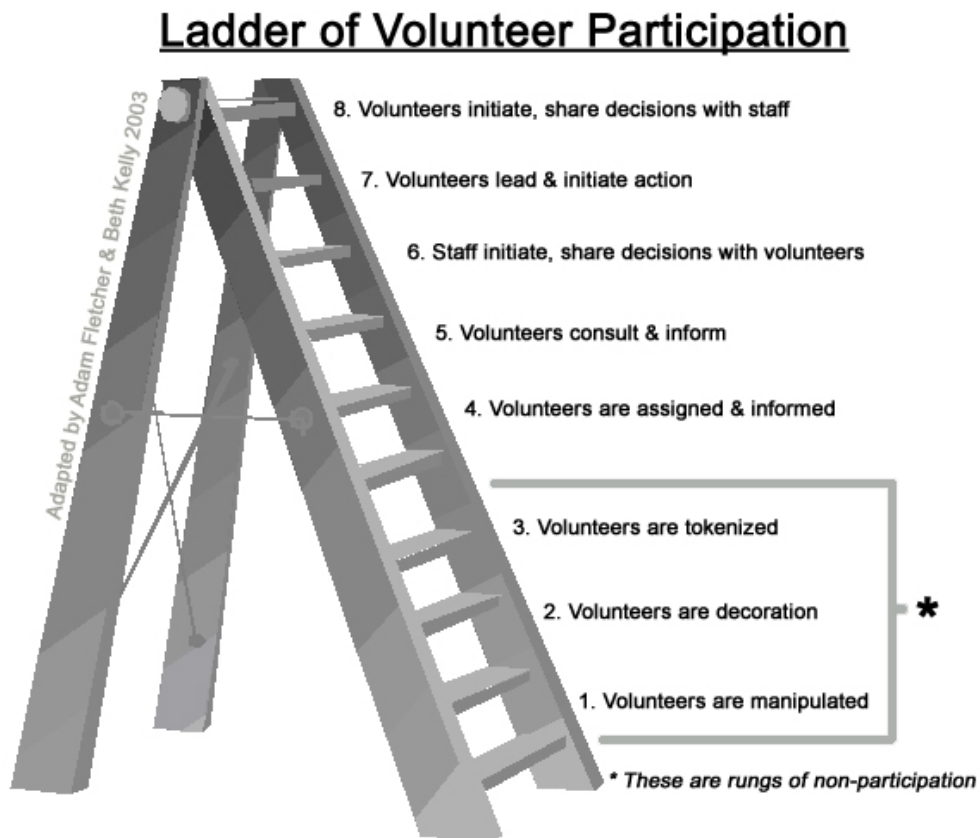 Ladder of Volunteer Participation
Adapted by Adam Fletcher & Beth Kelly 2003
8. Volunteers initiate, share decisions with staff
7. Volunteers lead & initiate action
6. Staff initiate, share decisions with volunteers
5. Volunteers consult & inform
4. Volunteers are assigned & informed
3. Volunteers are tokenized
2. Volunteers are decoration
*
1. Volunteers are manipulated
* These are rungs of non-participation